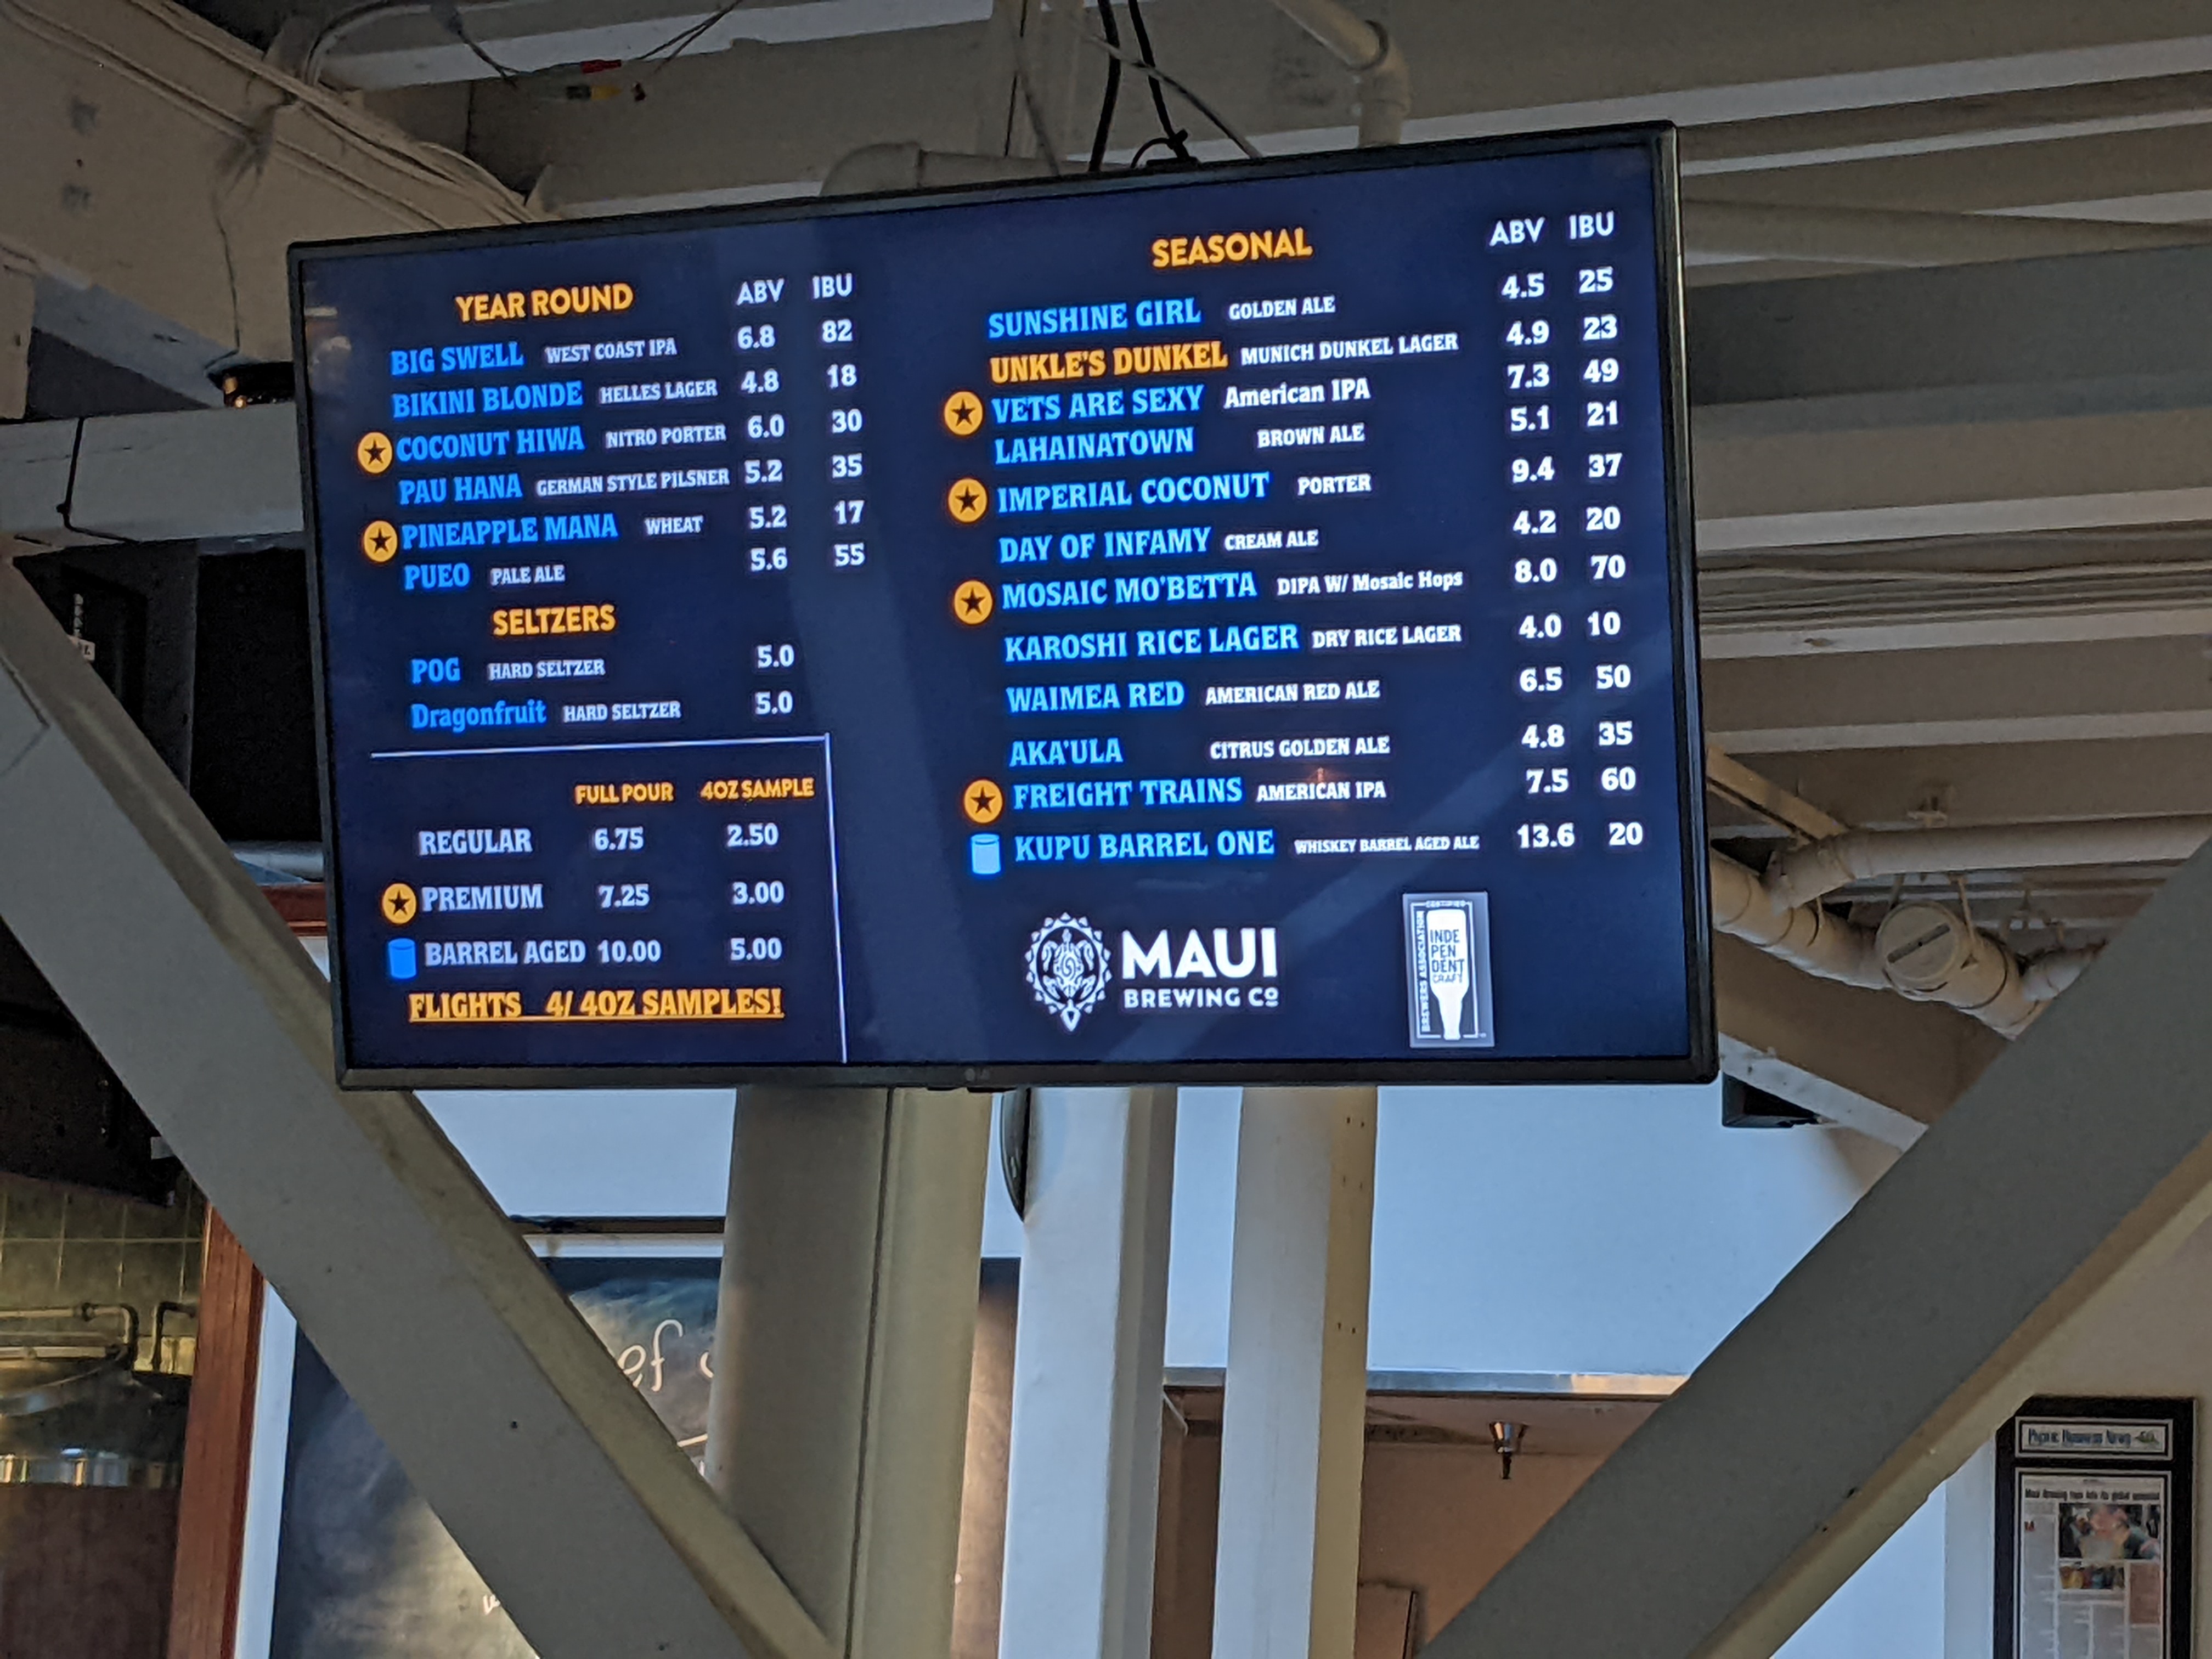 YEAR ROUND ABV IBU
BIG SWELL WEST COAST IPA 6.8 82
BIKINI BLONDE HELLES LAGER 4.8 18
COCONUT HIWA NITRO PORTER 6.0 30
PAU HANA GERMAN STYLE PILSNER 5.2 35
PINEAPPLE MANA WHEAT 5.2 17
PUEO PALE ALE 5.6 55
SELTZERS
POG HARD SELTZER 5.0
Dragonfruit HARD SELTZER 5.0
FULL POUR 4OZ SAMPLE
REGULAR 6.75 2.50
PREMIUM 7.25 3.00
BARREL AGED 10.00 5.00
FLIGHTS 4/ 4OZ SAMPLES!
SEASONAL ABV IBU
SUNSHINE GIRL GOLDEN ALE 4.5 25
UNKLE'S DUNKEL MUNICH DUNKEL LAGER 4.9 23
VETS ARE SEXY American IPA 7.3 49
LAHAINATOWN BROWN ALE 5.1 21
IMPERIAL COCONUT PORTER 9.4 37
DAY OF INFAMY CREAM ALE 4.2 20
MOSAIC MO'BETTA DIPA W/ Mosaic Hops 8.0 70
KAROSHI RICE LAGER DRY RICE LAGER 4.0 10
WAIMEA RED AMERICAN RED ALE 6.5 50
AKA'ULA CITRUS GOLDEN ALE 4.8 35
FREIGHT TRAINS AMERICAN IPA 7.5 60
KUPU BARREL ONE WHISKEY BARREL AGED ALE 13.6 20
MAUI
BREWING CO
CERTIFIED
BREWERS ASSOCIATION
INDE
PEN
DENT
CRAFT
LG
ef
Pacific Business News